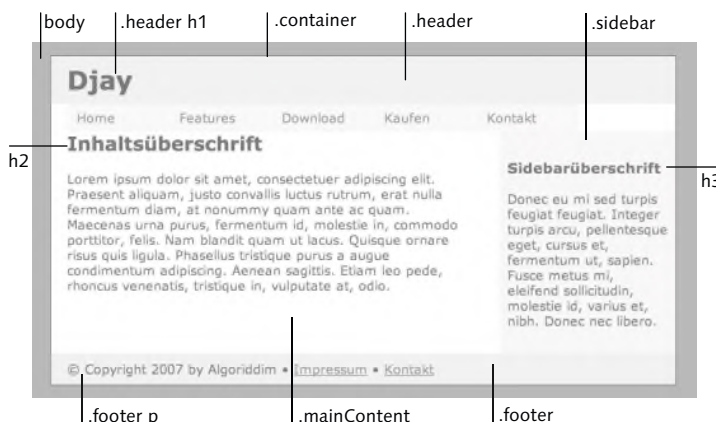 body
.header h1
.container
.header
.sidebar
Djay
Home Features Download Kaufen Kontakt
h2
Inhaltsüberschrift
Lorem ipsum dolor sit amet, consectetuer adipiscing elit.
Praesent aliquam, justo convallis luctus rutrum, erat nulla
fermentum diam, at nonummy quam ante ac quam.
Maecenas urna purus, fermentum id, molestie in, commodo
porttitor, felis. Nam blandit quam ut lacus. Quisque ornare
risus quis ligula. Phasellus tristique purus a augue
condimentum adipiscing. Aenean sagittis. Etiam leo pede,
rhoncus venenatis, tristique in, vulputate at, odio.
Sidebarüberschrift
h3
Donec eu mi sed turpis
feugiat feugiat. Integer
turpis arcu, pellentesque
eget, cursus et,
fermentum ut, sapien.
Fusce metus mi,
eleifend sollicitudin,
molestie id, varius et,
nibh. Donec nec libero.
© Copyright 2007 by Algoriddim • Impressum • Kontakt
.footer p
.mainContent
.footer